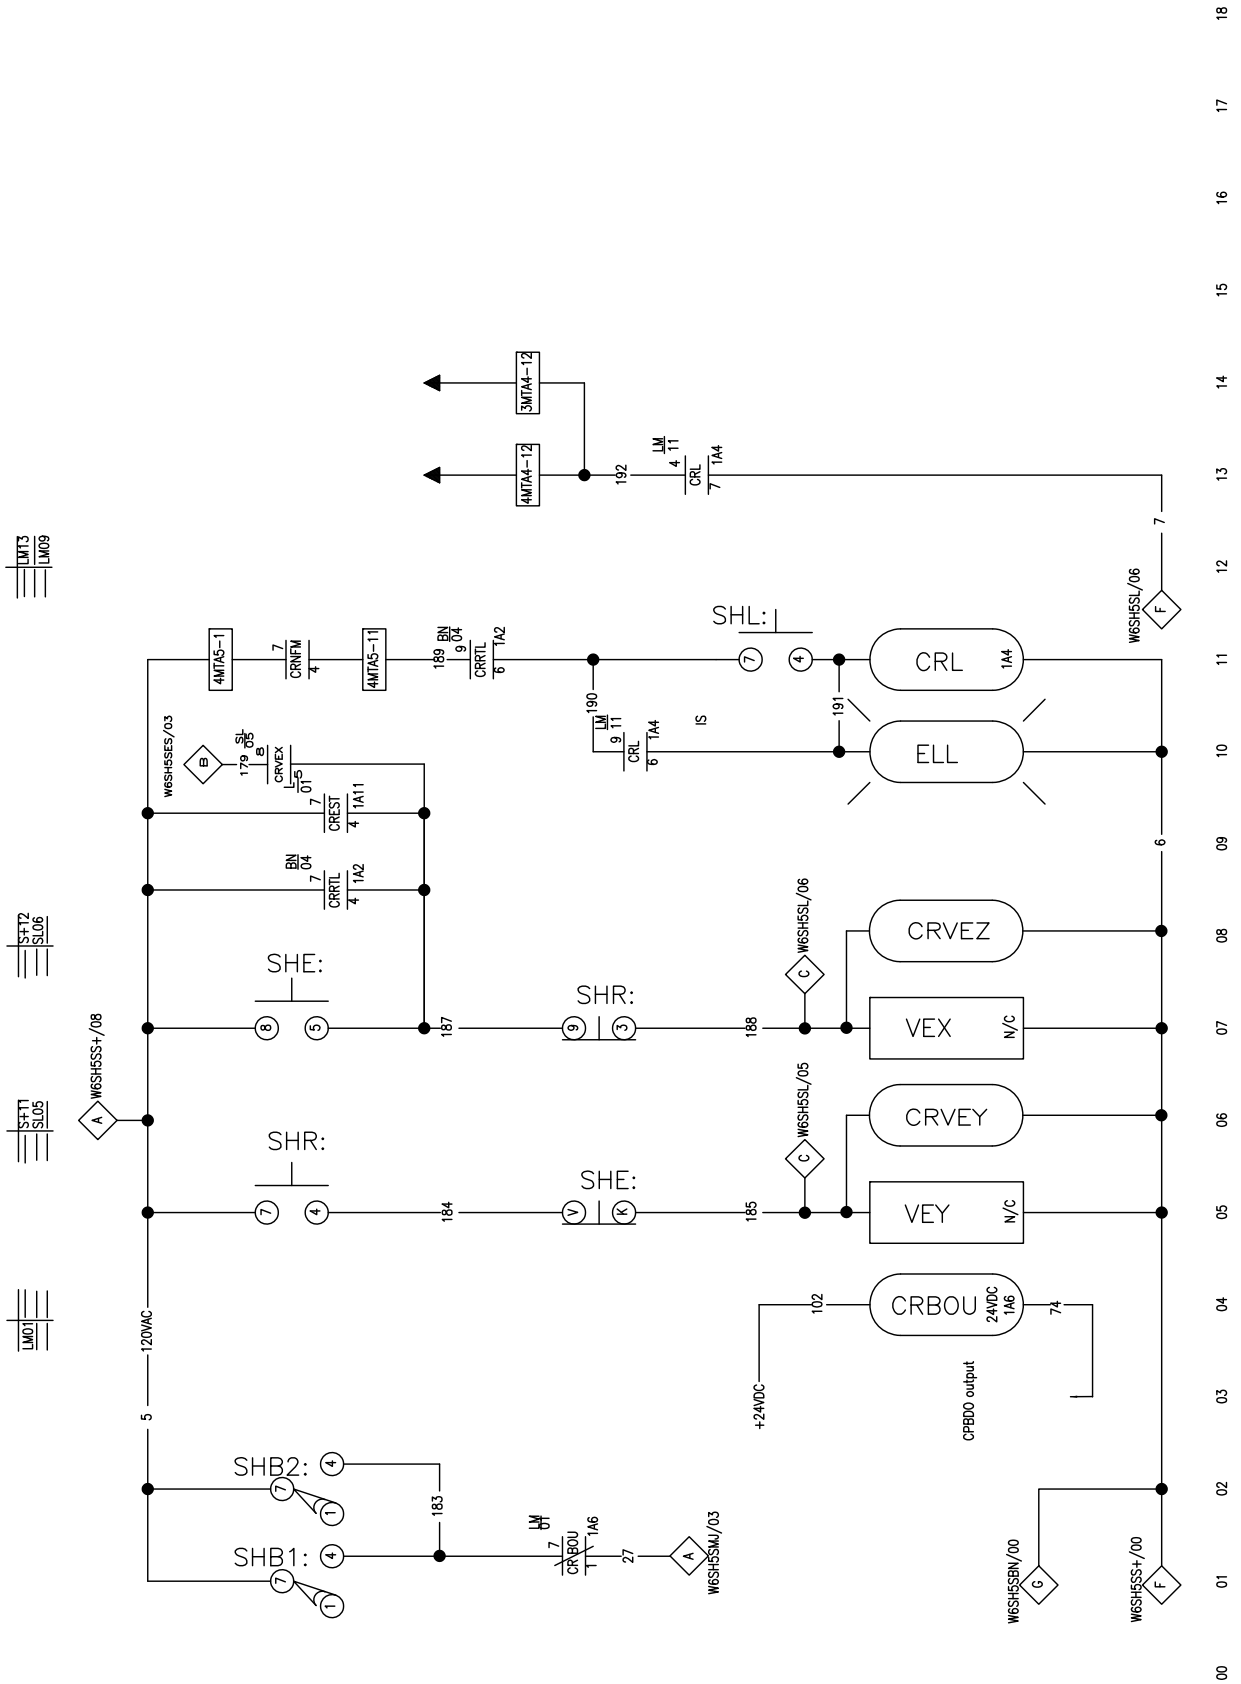 18
17
16
15
14
13
12
11
10
09
08
07
06
05
04
03
02
01
00
LM13
LM09
S+12
SL06
S+11
SL05
LM01
A
W6SH5SS+/08
120VAC
5
SHB2:
4
7
1
SHB1:
4
7
1
183
LM
01
7
CRBOU
1
1A6
27
A
W6SH5SMJ/03
+24VDC
102
CRBOU
24VDC
1A6
74
CPBDO output
W6SH5SBN/00
G
W6SH5SS+/00
F
SHR:
7
4
184
SHE:
V
K
185
C
W6SH5SL/05
VEY
N/C
CRVEY
SHE:
8
5
187
SHR:
9
3
188
C
W6SH5SL/06
VEX
N/C
CRVEZ
BN
04
7
CRRTL
4
1A2
7
CREST
4
1A11
L
01
W6SH5SES/03
B
179
SL
05
8
CRVEX
5
4MTA5-1
7
CRNFM
4
4MTA5-11
189
BN
04
9
CRRTL
6
1A2
190
LM
11
9
CRL
6
1A4
IS
SHL:
7
4
191
CRL
1A4
ELL
6
3MTA4-12
4MTA4-12
192
LM
11
4
CRL
7
1A4
7
W6SH5SL/06
F